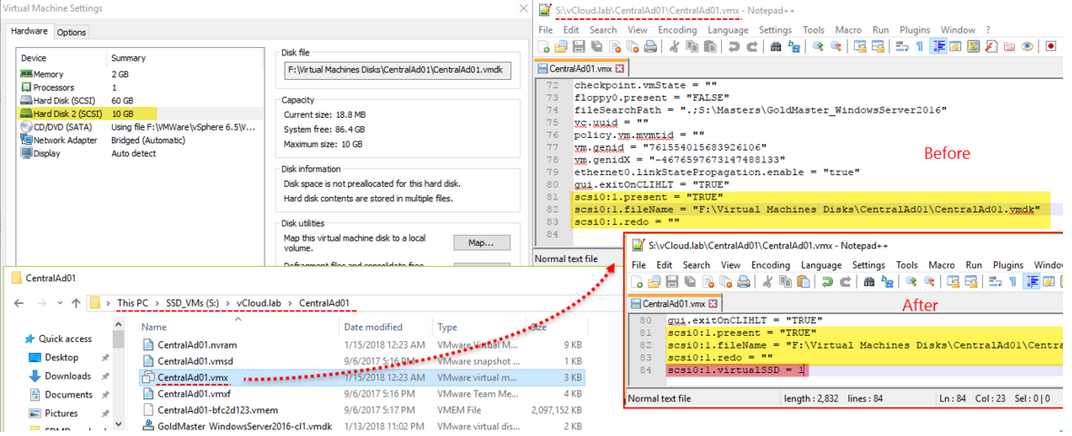 Virtual Machine Settings
Hardware Options
Device Summary
Memory 2 GB
Processors 1
Hard Disk (SCSI) 60 GB
Hard Disk 2 (SCSI) 10 GB
CD/DVD (SATA) Using file F:\VMWare\vSphere 6.5\V...
Network Adapter Bridged (Automatic)
Display Auto detect
Disk file
F:\Virtual Machines Disks\CentralAd01\CentralAd01.vmdk
Capacity
Current size: 18.8 MB
System free: 86.4 GB
Maximum size: 10 GB
Disk information
Disk space is not preallocated for this hard disk.
Hard disk contents are stored in multiple files.
Disk utilities
Map this virtual machine disk to a local
volume.
Map...
Defragment files and consolidate free
S:\vCloud.lab\CentralAd01\CentralAd01.vmx - Notepad++
File Edit Search View Encoding Language Settings Tools Macro Run Plugins Window ?
CentralAd01.vmx
72 checkpoint.vmState = ""
73 floppy0.present = "FALSE"
74 fileSearchPath = ".;S:\Masters\GoldMaster_WindowsServer2016"
75 vc.uuid = ""
76 policy.vm.mvmtid = ""
77 vm.genid = "761554015683926106"
78 vm.genidX = "-4676597673147488133"
79 ethernet0.linkStatePropagation.enable = "true"
80 gui.exitOnCLIHLT = "TRUE"
81 scsi0:1.present = "TRUE"
82 scsi0:1.fileName = "F:\Virtual Machines Disks\CentralAd01\CentralAd01.vmdk"
83 scsi0:1.redo = ""
84
Before
Normal text file
S:\vCloud.lab\CentralAd01\CentralAd01.vmx - Notepad++
File Edit Search View Encoding Language Settings Tools Macro Run Plugins Window
CentralAd01.vmx
After
80 gui.exitOnCLIHLT = "TRUE"
81 scsi0:1.present = "TRUE"
82 scsi0:1.fileName = "F:\Virtual Machines Disks\CentralAd01\Centra
83 scsi0:1.redo = ""
84 scsi0:1.virtualSSD = 1
Normal text file length : 2,832 lines : 84 Ln : 84 Col : 23 Sel : 0 | 0
CentralAd01
This PC > SSD_VMs (S:) > vCloud.lab > CentralAd01
Quick access
Desktop
Downloads
Documents
Pictures
Name Date modified Type Size
CentralAd01.nvram 1/15/2018 12:23 AM VMware Virtual M... 9 KB
CentralAd01.vmsd 9/6/2017 5:16 PM VMware snapshot ... 1 KB
CentralAd01.vmx 1/15/2018 12:23 AM VMware virtual m... 3 KB
CentralAd01.vmxf 9/6/2017 5:16 PM VMware Team Me... 4 KB
CentralAd01-bfc2d123.vmem 9/6/2017 5:17 PM VMEM File 2,097,152 KB
GoldMaster_WindowsServer2016-cl1.vmdk 1/13/2018 11:02 PM VMware virtual dis... 2 KB